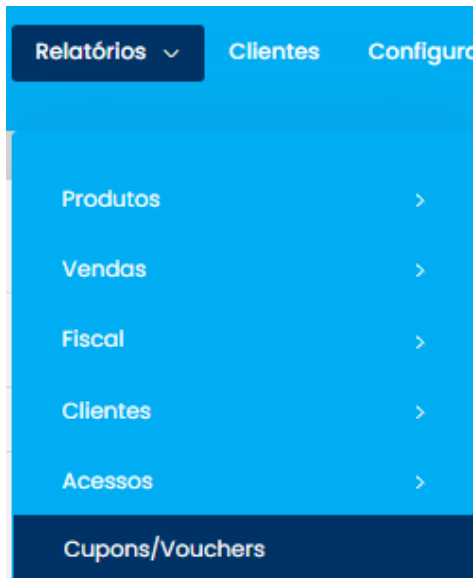 Relatórios Clientes
Produtos
Vendas
Fiscal
Clientes
Acessos
Cupons/Vouchers